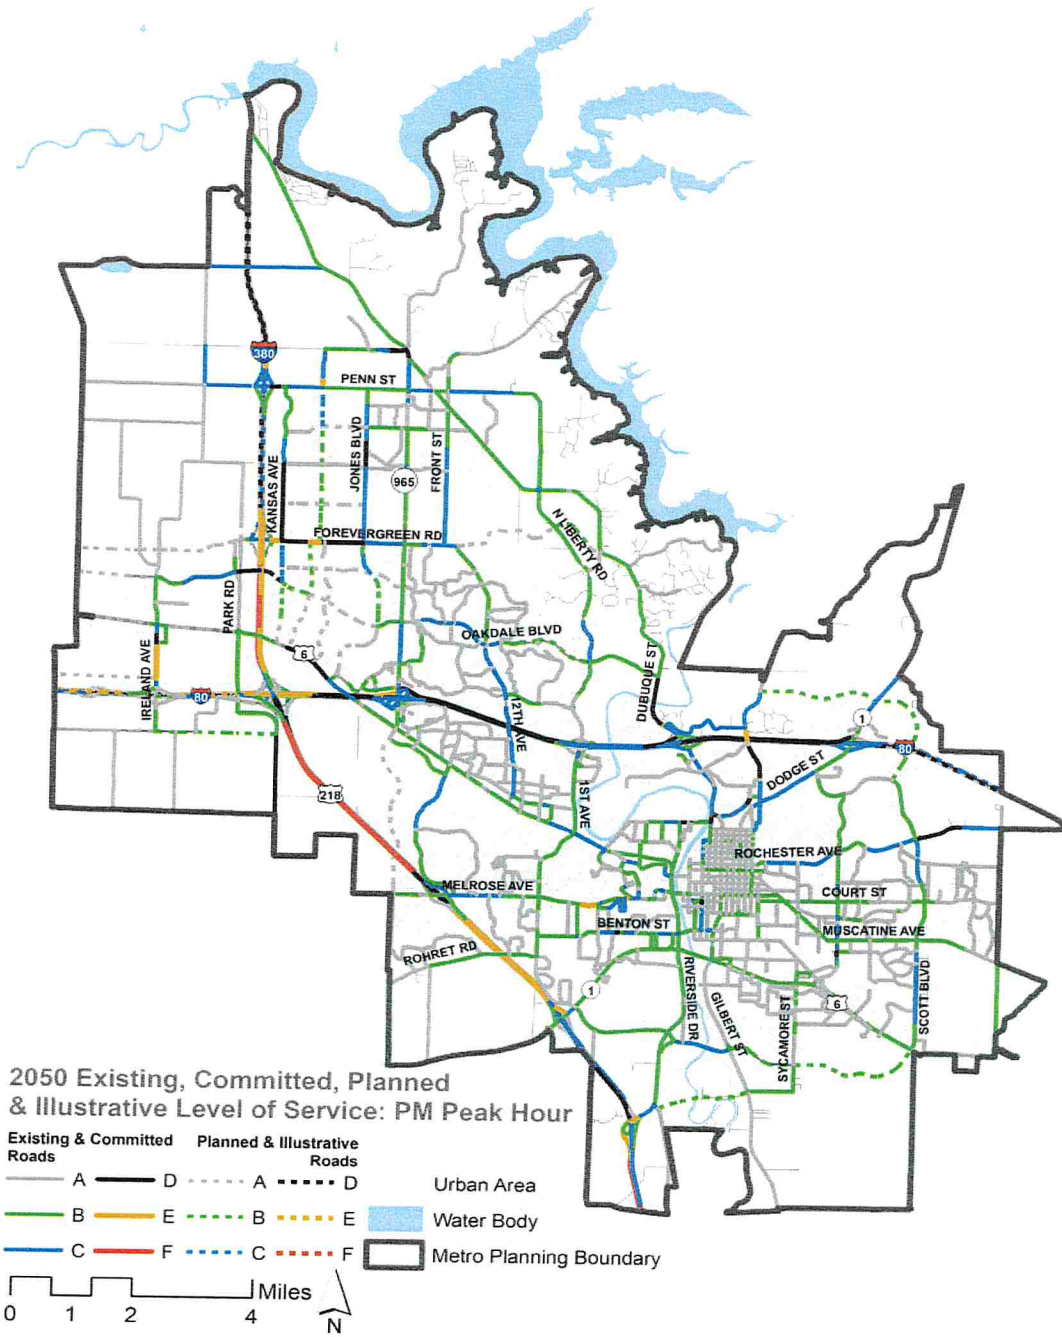 380
PENN ST
JONES BLVD
FRONT ST
965
KANSAS AVE
FOREVERGREEN RD
N LIBERTY RD
PARK RD
OAKDALE BLVD
6
IRELAND AVE
80
DUBUQUE ST
12TH AVE
1
80
DODGE ST
218
1ST AVE
ROCHESTER AVE
MELROSE AVE
COURT ST
BENTON ST
MUSCATINE AVE
ROHRET RD
1
RIVERSIDE DR
GILBERT ST
SYCAMORE ST
6
SCOTT BLVD
2050 Existing, Committed, Planned
& Illustrative Level of Service: PM Peak Hour
Existing & Committed Roads
Planned & Illustrative Roads
A D A D
B E B E
C F C F
Urban Area
Water Body
Metro Planning Boundary
Miles
0 1 2 4
N